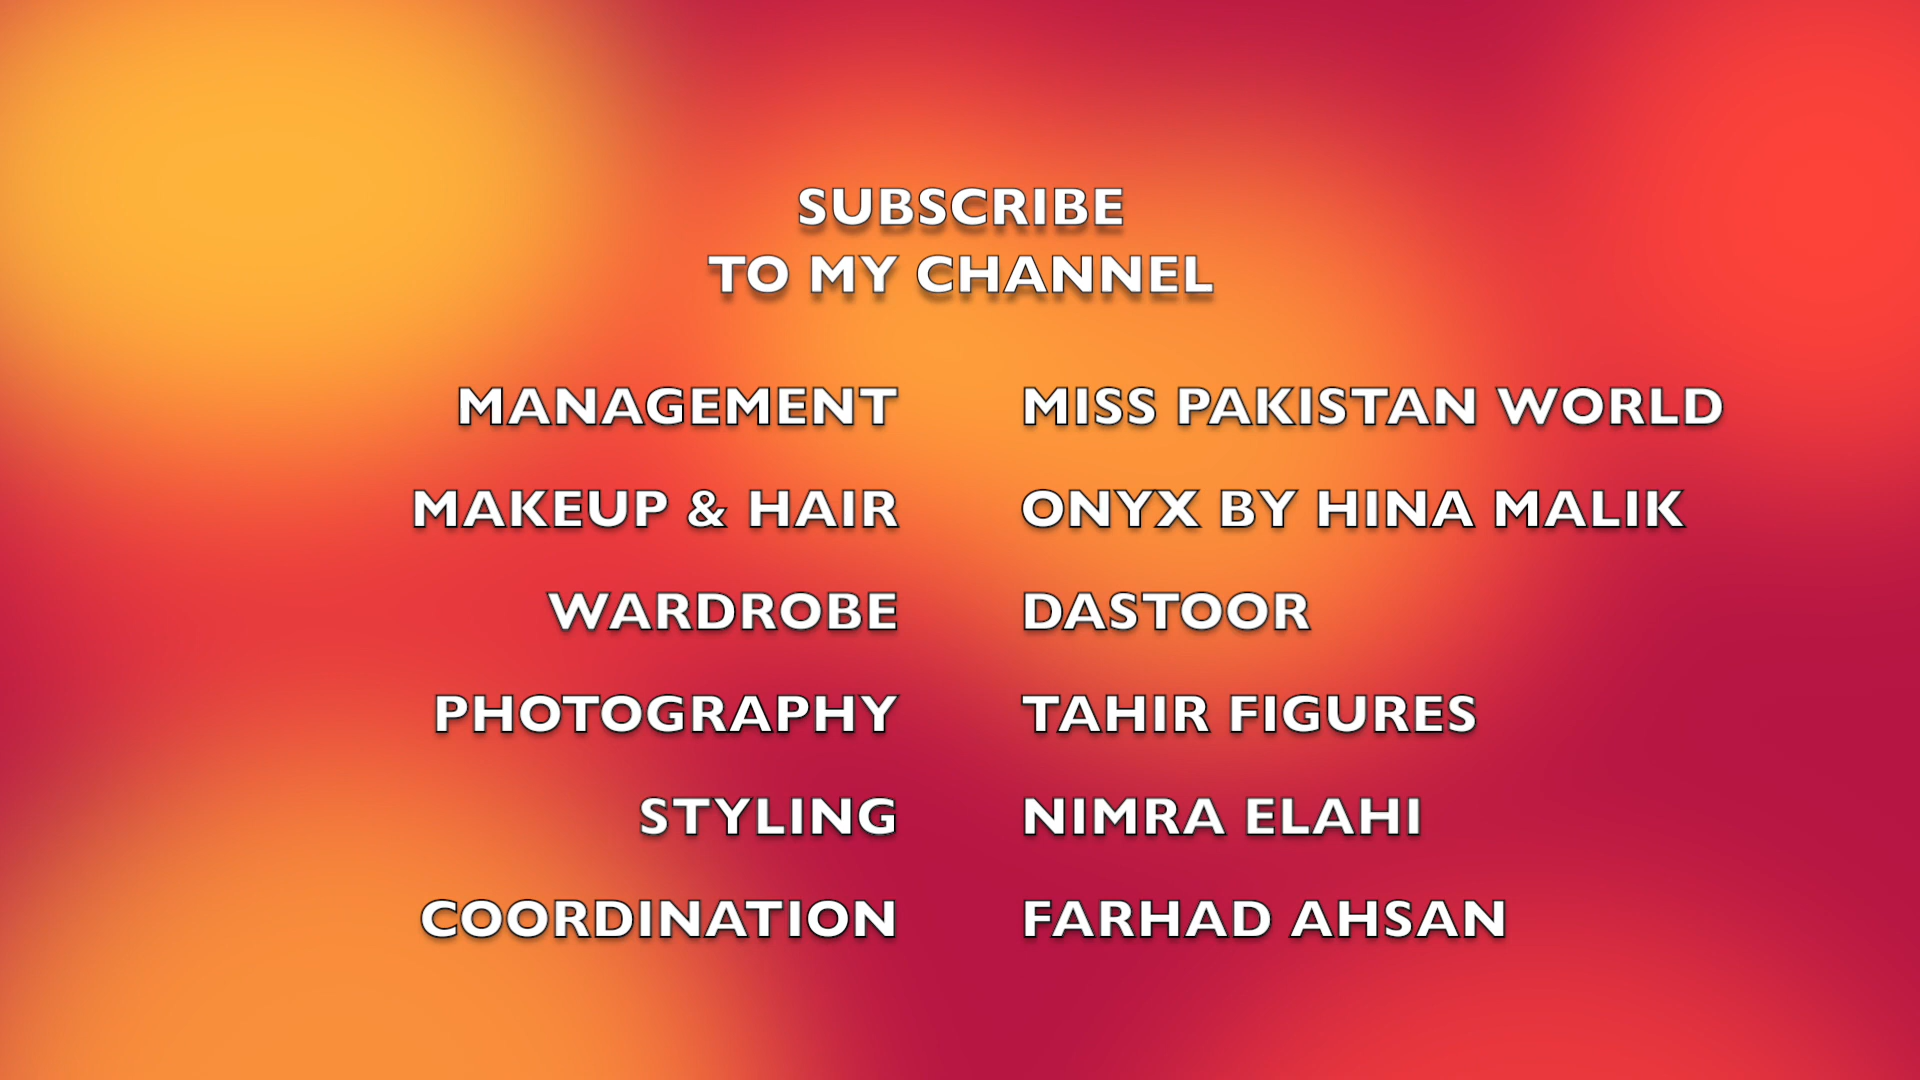 SUBSCRIBE
TO MY CHANNEL
MANAGEMENT MISS PAKISTAN WORLD
MAKEUP & HAIR ONYX BY HINA MALIK
WARDROBE DASTOOR
PHOTOGRAPHY TAHIR FIGURES
STYLING NIMRA ELAHI
COORDINATION FARHAD AHSAN